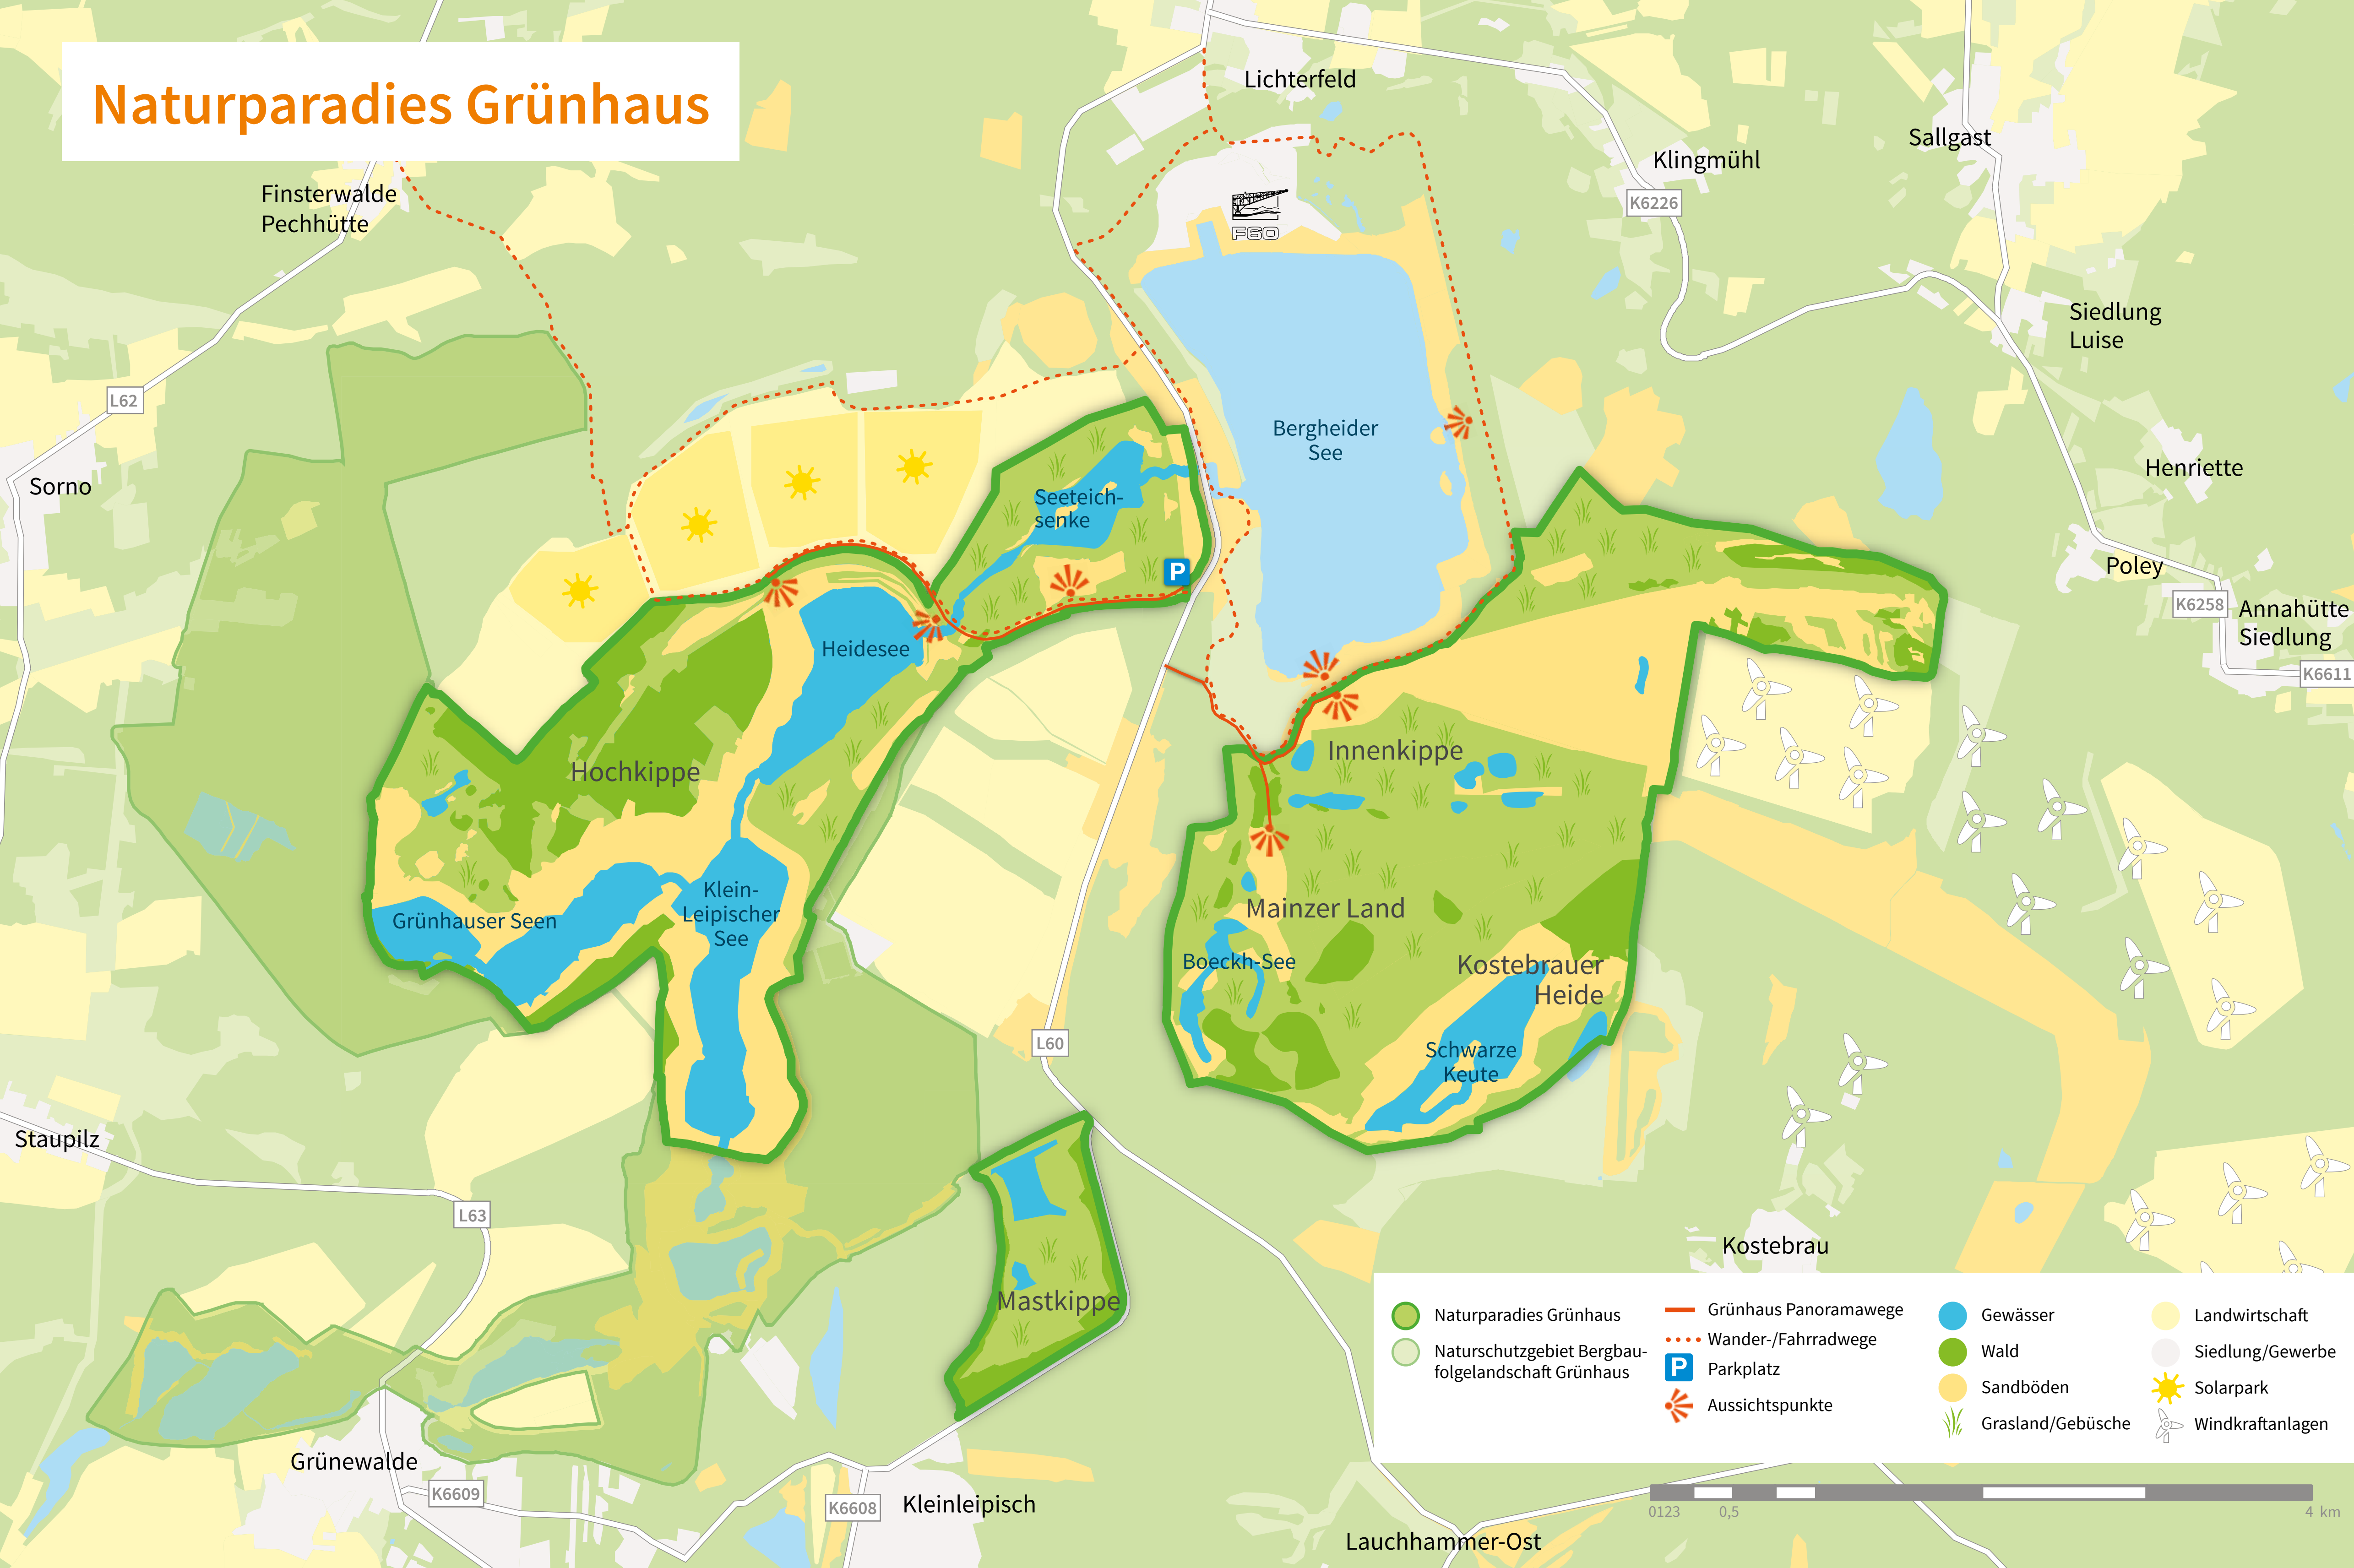 Naturparadies Grünhaus
Lichterfeld
Sallgast
Klingmühl
Finsterwalde
Pechhütte
K6226
F60
Siedlung
Luise
L62
Bergheider
See
Henriette
Sorno
Seeteich-
senke
P
Poley
K6258
Annahütte
Siedlung
Heidesee
K6611
Innenkippe
Hochkippe
Klein-
Leipischer
See
Grünhauser Seen
Mainzer Land
Boeckh-See
Kostebrauer
Heide
L60
Schwarze
Keute
Staupilz
L63
Kostebrau
Mastkippe
Naturparadies Grünhaus
Naturschutzgebiet Bergbau-
folgelandschaft Grünhaus
Grünhaus Panoramawege
Wander-/Fahrradwege
P Parkplatz
Aussichtspunkte
Gewässer
Wald
Sandböden
Grasland/Gebüsche
Landwirtschaft
Siedlung/Gewerbe
Solarpark
Windkraftanlagen
Grünewalde
K6609
K6608
Kleinleipisch
0123 0,5 4 km
Lauchhammer-Ost